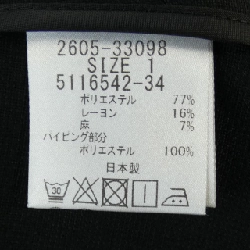 2605-33098
SIZE 1
5116542-34
ポリエステル 77%
レーヨン 16%
麻 7%
パイピング部分
ポリエステル 100%
日本製